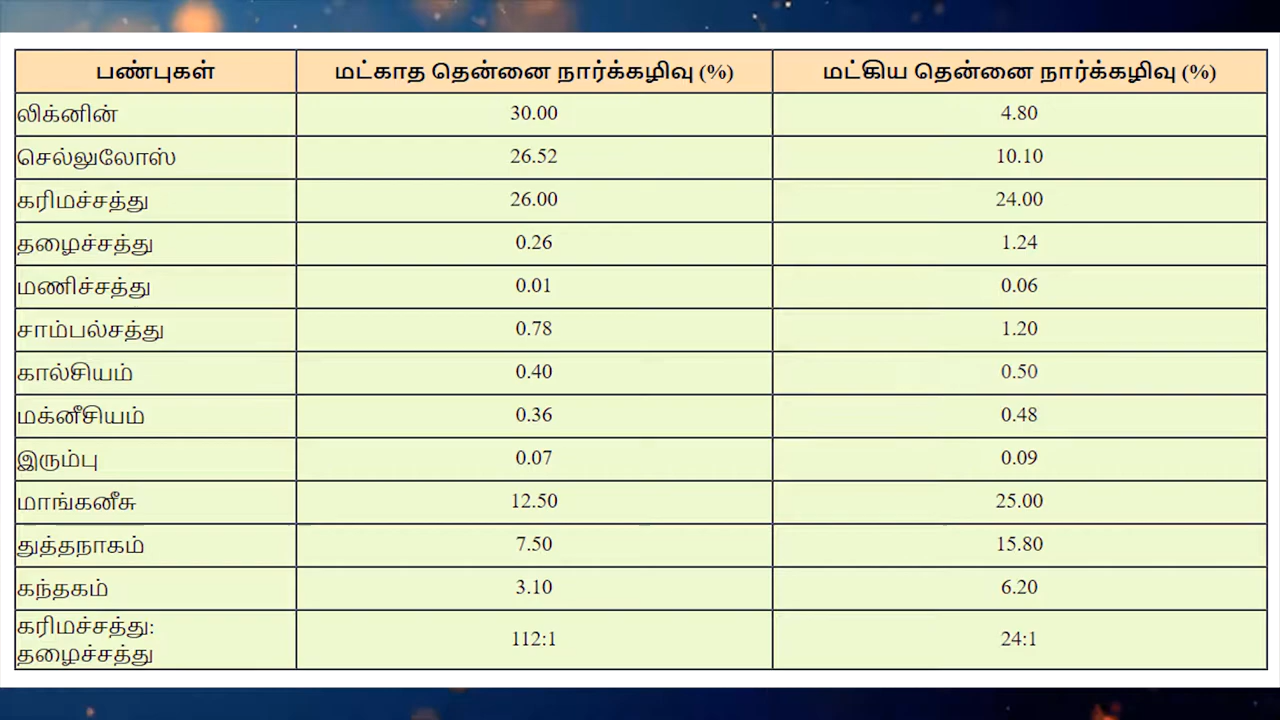 பண்புகள் மட்காத தென்னை நார்க்கழிவு (%) மட்கிய தென்னை நார்க்கழிவு (%)
லிக்னின் 30.00 4.80
செல்லுலோஸ் 26.52 10.10
கரிமச்சத்து 26.00 24.00
தழைச்சத்து 0.26 1.24
மணிச்சத்து 0.01 0.06
சாம்பல்சத்து 0.78 1.20
கால்சியம் 0.40 0.50
மக்னீசியம் 0.36 0.48
இரும்பு 0.07 0.09
மாங்கனீசு 12.50 25.00
துத்தநாகம் 7.50 15.80
கந்தகம் 3.10 6.20
கரிமச்சத்து:
தழைச்சத்து 112:1 24:1